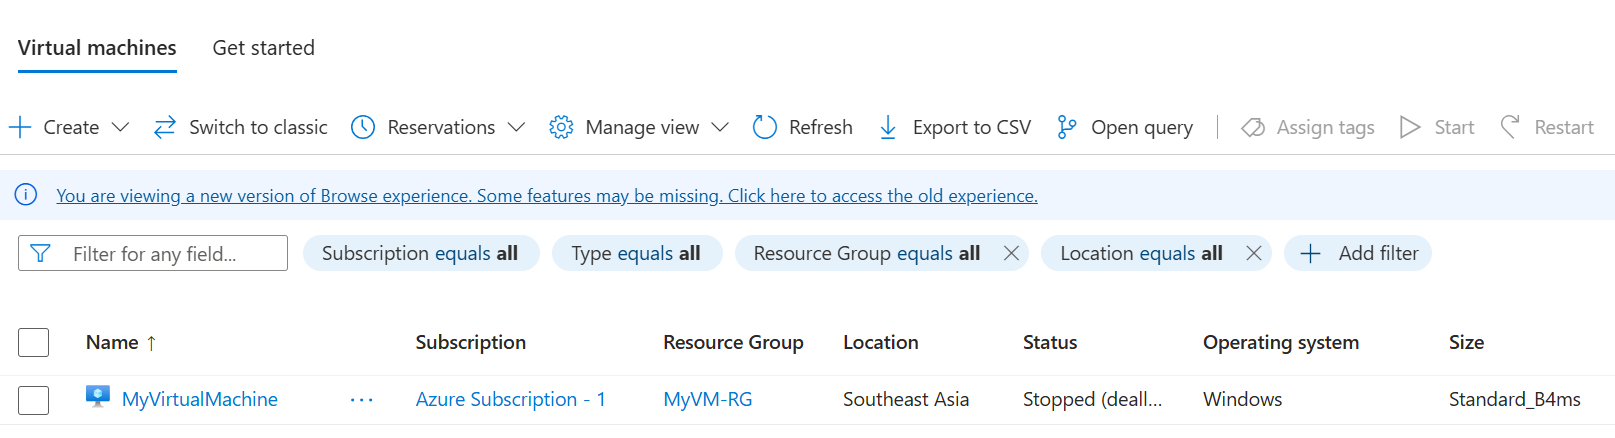 Virtual machines Get started
Create Switch to classic Reservations Manage view Refresh Export to CSV Open query Assign tags Start Restart
You are viewing a new version of Browse experience. Some features may be missing. Click here to access the old experience.
Filter for any field... Subscription equals all Type equals all Resource Group equals all Location equals all Add filter
Name ↑ Subscription Resource Group Location Status Operating system Size
MyVirtualMachine ... Azure Subscription - 1 MyVM-RG Southeast Asia Stopped (deall... Windows Standard_B4ms